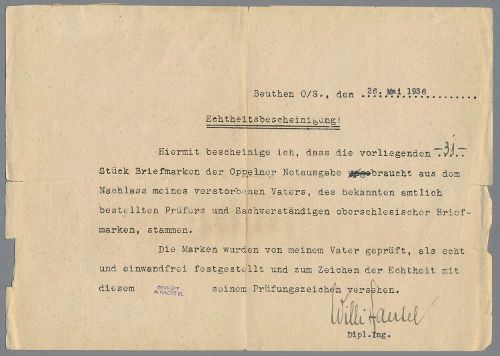 Beuthen O/S., den 26. Mai 1936
Echtheitsbescheinigung!
Hiermit bescheinige ich, dass die vorliegenden -31-
Stück Briefmarken der Oppelner Notausgabe gebraucht aus dem
Nachlass meines verstorbenen Vaters, des bekannten amtlich
bestellten Prüfers und Sachverständigen oberschlesischer Brief-
marken, stammen.
Die Marken wurden von meinem Vater geprüft, als echt
und einwandfrei festgestellt und zum Zeichen der Echtheit mit
diesem GEPRÜFT seinem Prüfungszeichen versehen.
Willi Haertel
Dipl.Ing.